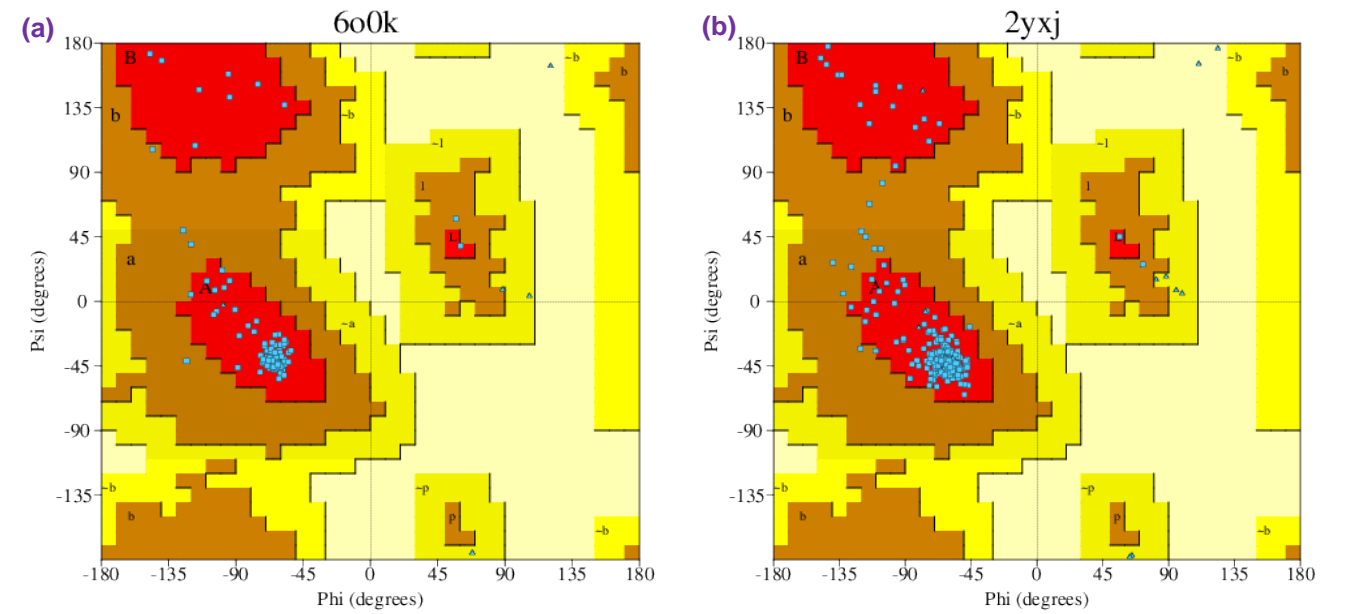 (a)
6o0k
180
135
90
45
0
-45
-90
-135
Psi (degrees)
B
b
a
A
~b
~l
l
L
~a
~b
b
~b
b
~p
p
~b
-180
-135
-90
-45
0
45
90
135
180
Phi (degrees)
(b)
2yxj
180
135
90
45
0
-45
-90
-135
Psi (degrees)
B
b
a
A
~b
~l
l
~a
~b
b
~b
b
~p
p
~b
-180
-135
-90
-45
0
45
90
135
180
Phi (degrees)